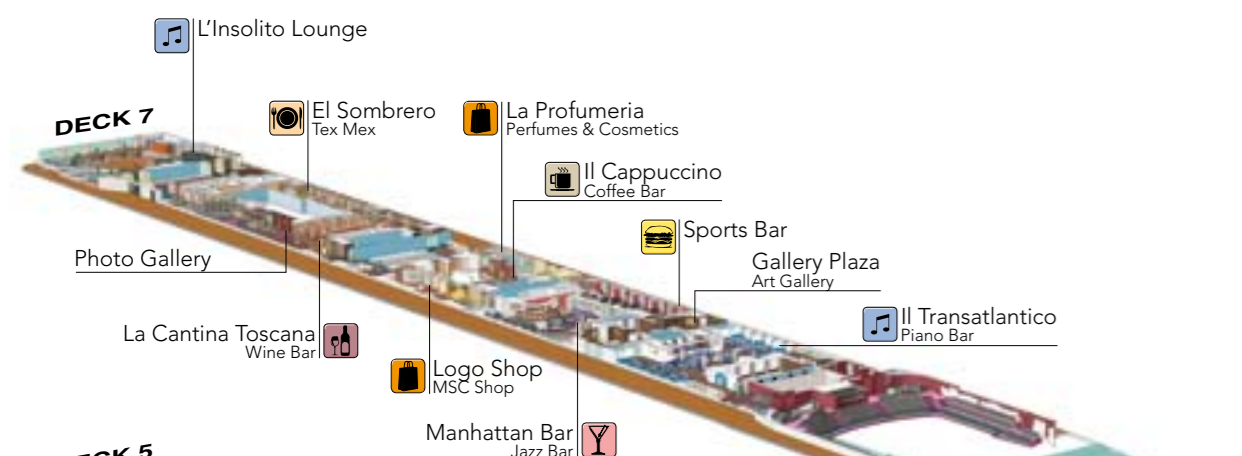 L'Insolito Lounge
DECK 7
El Sombrero
Tex Mex
La Profumeria
Perfumes & Cosmetics
Il Cappuccino
Coffee Bar
Sports Bar
Photo Gallery
Gallery Plaza
Art Gallery
Il Transatlantico
Piano Bar
La Cantina Toscana
Wine Bar
Logo Shop
MSC Shop
Manhattan Bar
Jazz Bar
DECK 5